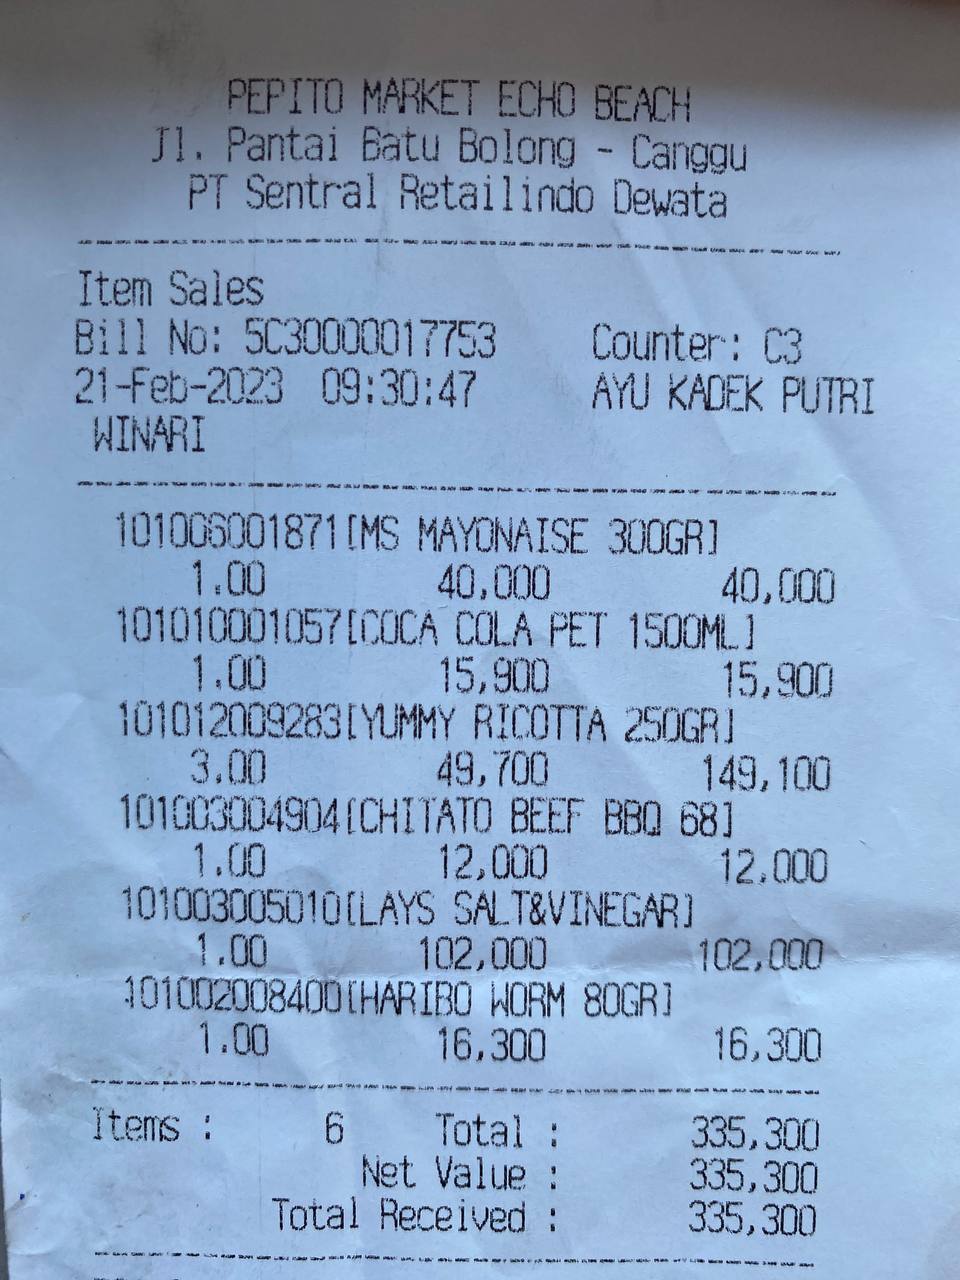 PEPITO MARKET ECHO BEACH
Jl. Pantai Batu Bolong - Canggu
PT Sentral Retailindo Dewata
Item Sales
Bill No: 5C30000017753 Counter: C3
21-Feb-2023 09:30:47 AYU KADEK PUTRI
WINARI
101006001871[MS MAYONAISE 300GR]
1.00 40,000 40,000
101010001057[COCA COLA PET 1500ML]
1.00 15,900 15,900
101012009283[YUMMY RICOTTA 250GR]
3.00 49,700 149,100
101003004904[CHITATO BEEF BBQ 68]
1.00 12,000 12,000
101003005010[LAYS SALT&VINEGAR]
1.00 102,000 102,000
101002008400[HARIBO WORM 80GR]
1.00 16,300 16,300
Items : 6 Total : 335,300
Net Value : 335,300
Total Received : 335,300